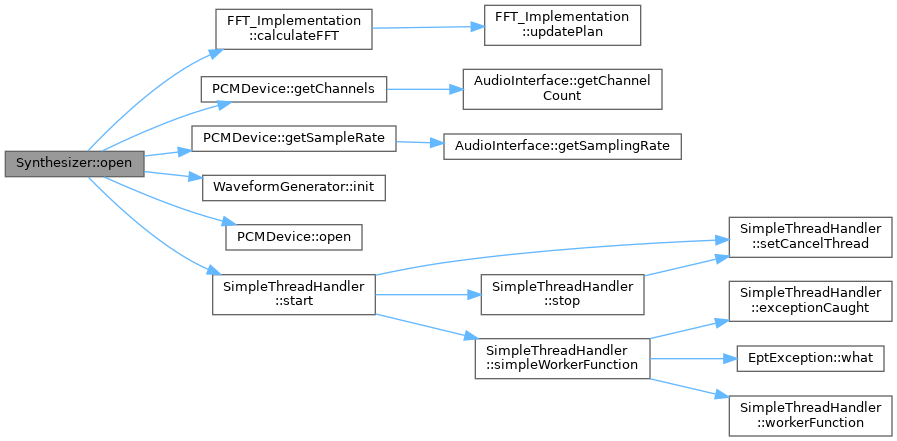 FFT_Implementation
::calculateFFT
FFT_Implementation
::updatePlan
PCMDevice::getChannels
AudioInterface::getChannel
Count
PCMDevice::getSampleRate
AudioInterface::getSamplingRate
Synthesizer::open
WaveformGenerator::init
PCMDevice::open
SimpleThreadHandler
::setCancelThread
SimpleThreadHandler
::start
SimpleThreadHandler
::stop
SimpleThreadHandler
::exceptionCaught
SimpleThreadHandler
::simpleWorkerFunction
EptException::what
SimpleThreadHandler
::workerFunction